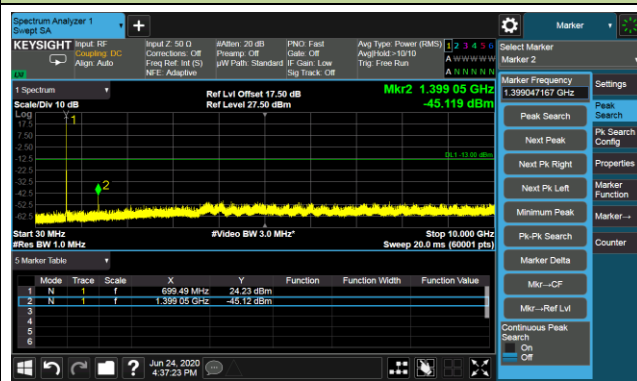 Spectrum Analyzer 1
Swept SA
+
Marker
KEYSIGHT
Input: RF
Coupling: DC
Align: Auto
Input Z: 50 Ω
Corrections: Off
Freq Ref: Int (S)
NFE: Adaptive
#Atten: 20 dB
Preamp: Off
µW Path: Standard
PNO: Fast
Gate: Off
IF Gain: Low
Sig Track: Off
Avg Type: Power (RMS)
Avg|Hold:>10/10
Trig: Free Run
1 2 3 4 5 6
A W W W W W
A N N N N N
LXI
Select Marker
Marker 2
1 Spectrum
Scale/Div 10 dB
Log
Ref Lvl Offset 17.50 dB
Ref Level 27.50 dBm
Mkr2 1.399 05 GHz
-45.119 dBm
17.5
7.50
-2.50
-12.5
-22.5
-32.5
-42.5
-52.5
-62.5
1
2
DL1 -13.00 dBm
Start 30 MHz
#Res BW 1.0 MHz
#Video BW 3.0 MHz*
Stop 10.000 GHz
Sweep 20.0 ms (60001 pts)
5 Marker Table
Mode Trace Scale X Y Function Function Width Function Value
1 N 1 f 699.49 MHz 24.23 dBm
2 N 1 f 1.399 05 GHz -45.12 dBm
3
4
5
6
Marker Frequency
1.399047167 GHz
Peak Search
Next Peak
Next Pk Right
Next Pk Left
Minimum Peak
Pk-Pk Search
Marker Delta
Mkr→CF
Mkr→Ref Lvl
Continuous Peak
Search
On
Off
Settings
Peak
Search
Pk Search
Config
Properties
Marker
Function
Marker→
Counter
?
Jun 24, 2020
4:37:23 PM